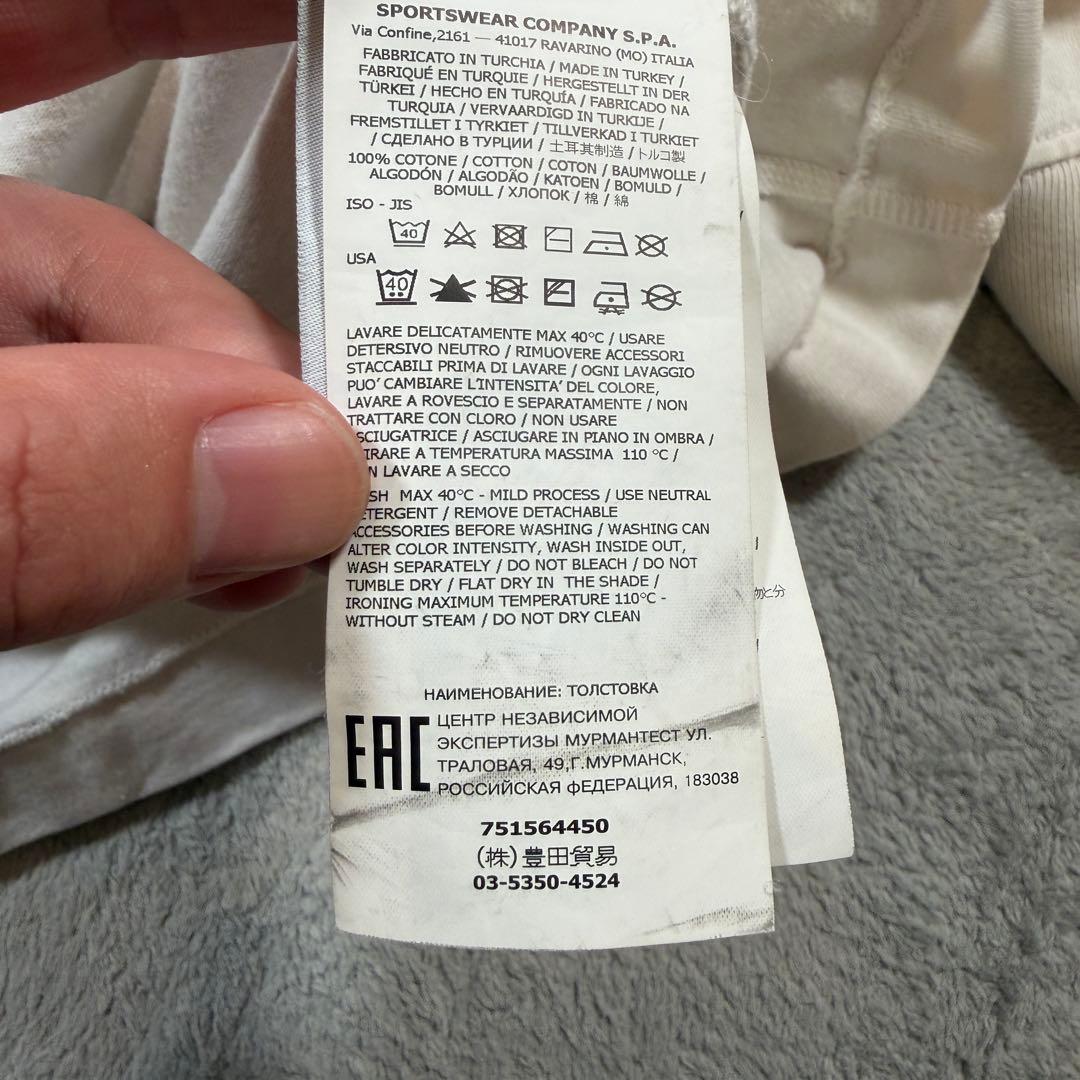 SPORTSWEAR COMPANY S.P.A.
Via Confine,2161 — 41017 RAVARINO (MO) ITALIA
FABBRICATO IN TURCHIA / MADE IN TURKEY /
FABRIQUÉ EN TURQUIE / HERGESTELLT IN DER
TÜRKEI / HECHO EN TURQUÍA / FABRICADO NA
TURQUIA / VERVAARDIGD IN TURKIJE /
FREMSTILLET I TYRKIET / TILLVERKAD I TURKIET
/ СДЕЛАНО В ТУРЦИИ / 土耳其制造 / トルコ製
100% COTONE / COTTON / COTON / BAUMWOLLE /
ALGODÓN / ALGODÃO / KATOEN / BOMULD /
BOMULL / ХЛОПОК / 棉 / 綿
ISO - JIS
40
USA
40
LAVARE DELICATAMENTE MAX 40°C / USARE
DETERSIVO NEUTRO / RIMUOVERE ACCESSORI
STACCABILI PRIMA DI LAVARE / OGNI LAVAGGIO
PUO' CAMBIARE L'INTENSITA' DEL COLORE,
LAVARE A ROVESCIO E SEPARATAMENTE / NON
TRATTARE CON CLORO / NON USARE
SCIUGATRICE / ASCIUGARE IN PIANO IN OMBRA /
IRARE A TEMPERATURA MASSIMA 110 °C /
N LAVARE A SECCO
SH MAX 40°C - MILD PROCESS / USE NEUTRAL
ETERGENT / REMOVE DETACHABLE
ACCESSORIES BEFORE WASHING / WASHING CAN
ALTER COLOR INTENSITY, WASH INSIDE OUT,
WASH SEPARATELY / DO NOT BLEACH / DO NOT
TUMBLE DRY / FLAT DRY IN THE SHADE /
IRONING MAXIMUM TEMPERATURE 110°C -
WITHOUT STEAM / DO NOT DRY CLEAN
НАИМЕНОВАНИЕ: ТОЛСТОВКА
EAC
ЦЕНТР НЕЗАВИСИМОЙ
ЭКСПЕРТИЗЫ МУРМАНТЕСТ УЛ.
ТРАЛОВАЯ, 49,Г.МУРМАНСК,
РОССИЙСКАЯ ФЕДЕРАЦИЯ, 183038
751564450
(株)豊田貿易
03-5350-4524